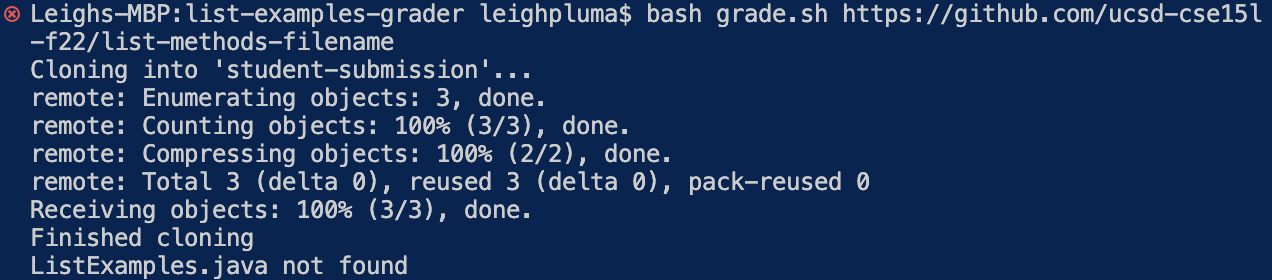 Leighs-MBP:list-examples-grader leighpluma$ bash grade.sh https://github.com/ucsd-cse15l
-f22/list-methods-filename
Cloning into 'student-submission'...
remote: Enumerating objects: 3, done.
remote: Counting objects: 100% (3/3), done.
remote: Compressing objects: 100% (2/2), done.
remote: Total 3 (delta 0), reused 3 (delta 0), pack-reused 0
Receiving objects: 100% (3/3), done.
Finished cloning
ListExamples.java not found